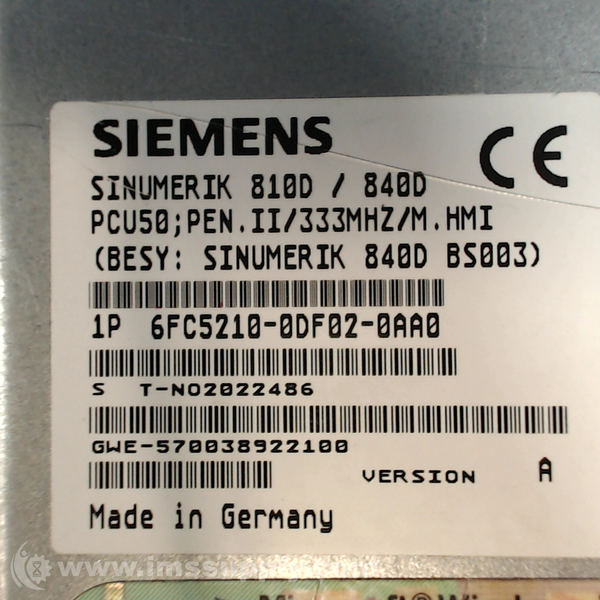 SIEMENS
CE
SINUMERIK 810D / 840D
PCU50;PEN.II/333MHZ/M.HMI
(BESY: SINUMERIK 840D BS003)
1P 6FC5210-0DF02-0AA0
S T-NO2022486
GWE-570038922100
VERSION A
Made in Germany